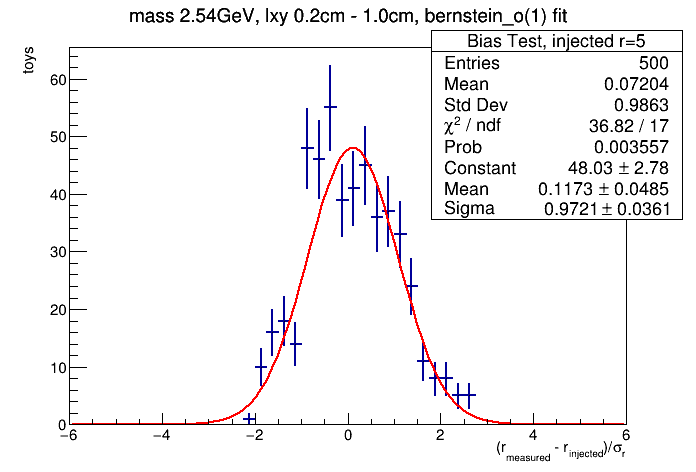 mass 2.54GeV, lxy 0.2cm - 1.0cm, bernstein_o(1) fit
toys
Bias Test, injected r=5
Entries 500
Mean 0.07204
Std Dev 0.9863
χ² / ndf 36.82 / 17
Prob 0.003557
Constant 48.03 ± 2.78
Mean 0.1173 ± 0.0485
Sigma 0.9721 ± 0.0361
60
50
40
30
20
10
0
−6 −4 −2 0 2 4 6
(r_measured - r_injected)/σ_r